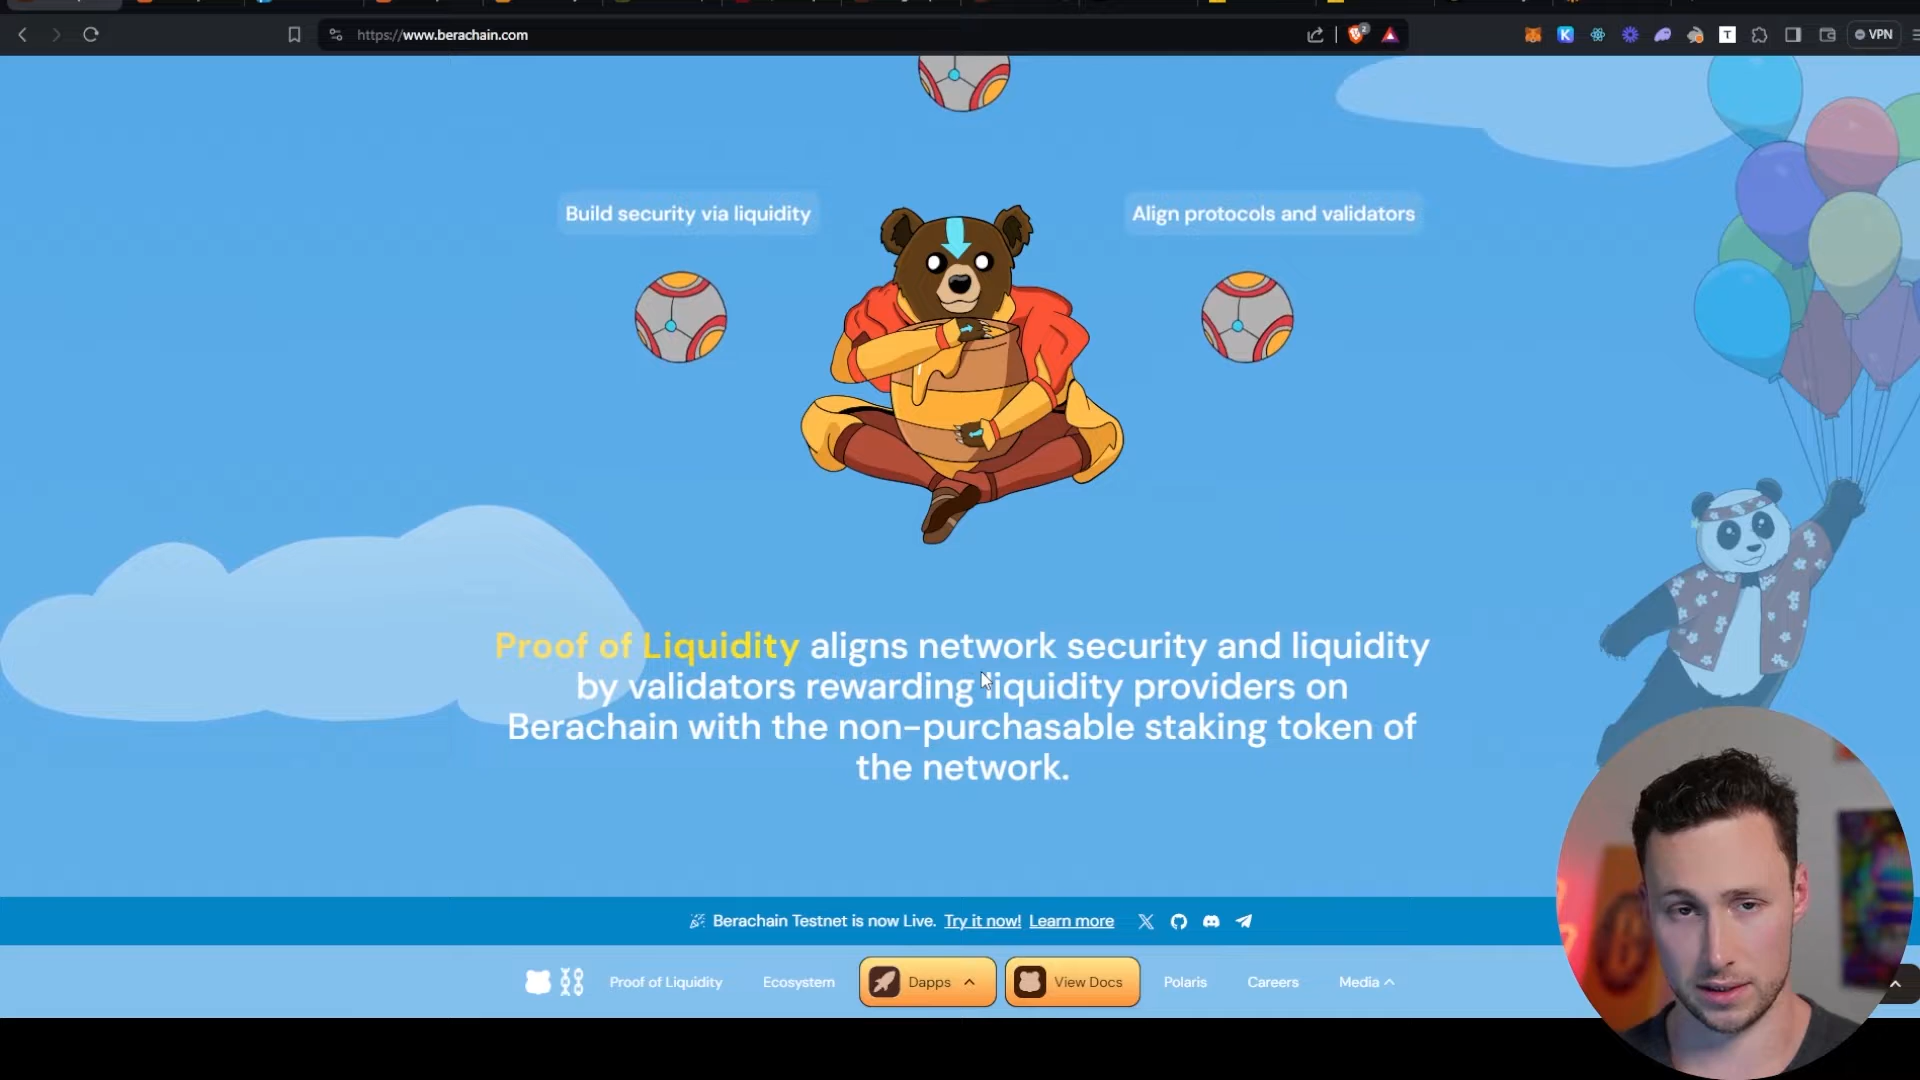 https://www.berachain.com
2
K
T
VPN
Build security via liquidity
Align protocols and validators
Proof of Liquidity aligns network security and liquidity
by validators rewarding liquidity providers on
Berachain with the non-purchasable staking token of
the network.
Berachain Testnet is now Live. Try it now! Learn more
Proof of Liquidity
Ecosystem
Dapps
View Docs
Polaris
Careers
Media